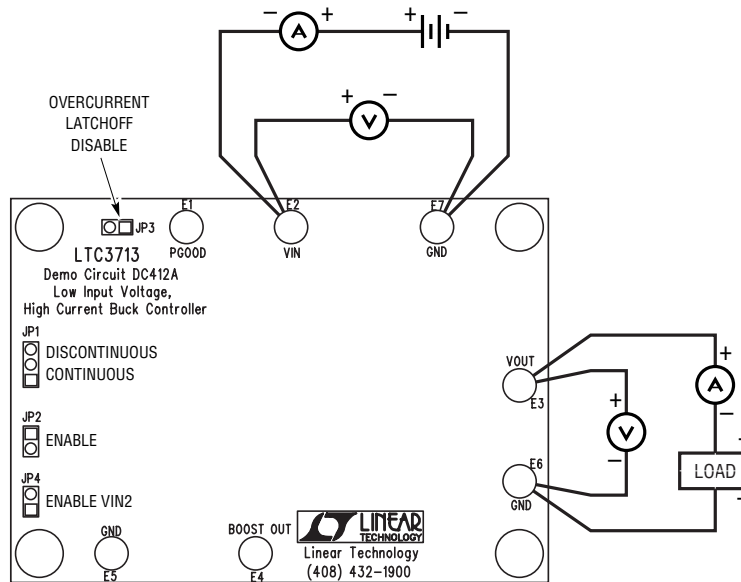 − A + + −
+ V −
OVERCURRENT
LATCHOFF
DISABLE
JP3
E1
PGOOD
E2
VIN
E7
GND
LTC3713
Demo Circuit DC412A
Low Input Voltage,
High Current Buck Controller
JP1
DISCONTINUOUS
CONTINUOUS
JP2
ENABLE
JP4
ENABLE VIN2
VOUT
E3
E6
GND
+
A
−
+
V
−
+
LOAD
−
GND
E5
BOOST OUT
E4
LINEAR
TECHNOLOGY
Linear Technology
(408) 432-1900